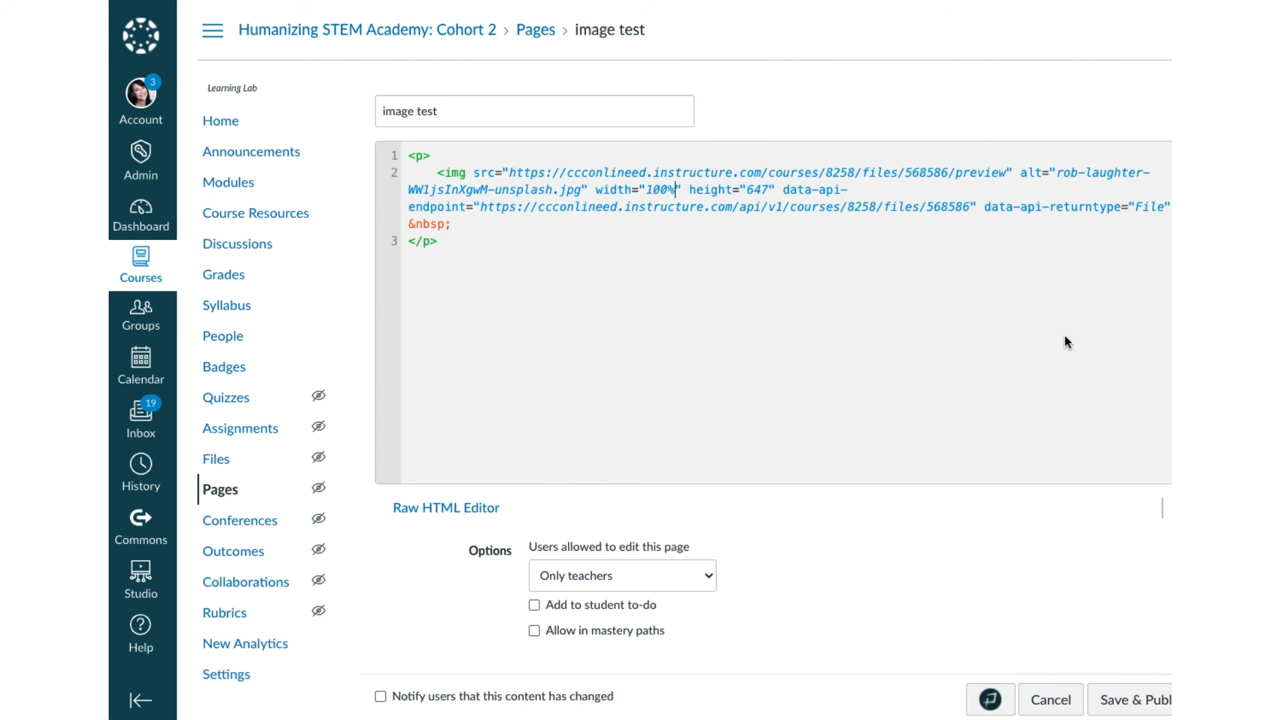 Humanizing STEM Academy: Cohort 2 > Pages > image test
3
Account
Admin
Dashboard
Courses
Groups
Calendar
19
Inbox
History
Commons
Studio
Help
Learning Lab
Home
Announcements
Modules
Course Resources
Discussions
Grades
Syllabus
People
Badges
Quizzes
Assignments
Files
Pages
Conferences
Outcomes
Collaborations
Rubrics
New Analytics
Settings
image test
1 <p>
2 <img src="https://ccconlineed.instructure.com/courses/8258/files/568586/preview" alt="rob-laughter-
WW1jsInXgwM-unsplash.jpg" width="100%" height="647" data-api-
endpoint="https://ccconlineed.instructure.com/api/v1/courses/8258/files/568586" data-api-returntype="File"
&nbsp;
3 </p>
Raw HTML Editor
Options
Users allowed to edit this page
Only teachers
Add to student to-do
Allow in mastery paths
Notify users that this content has changed
Cancel
Save & Publ